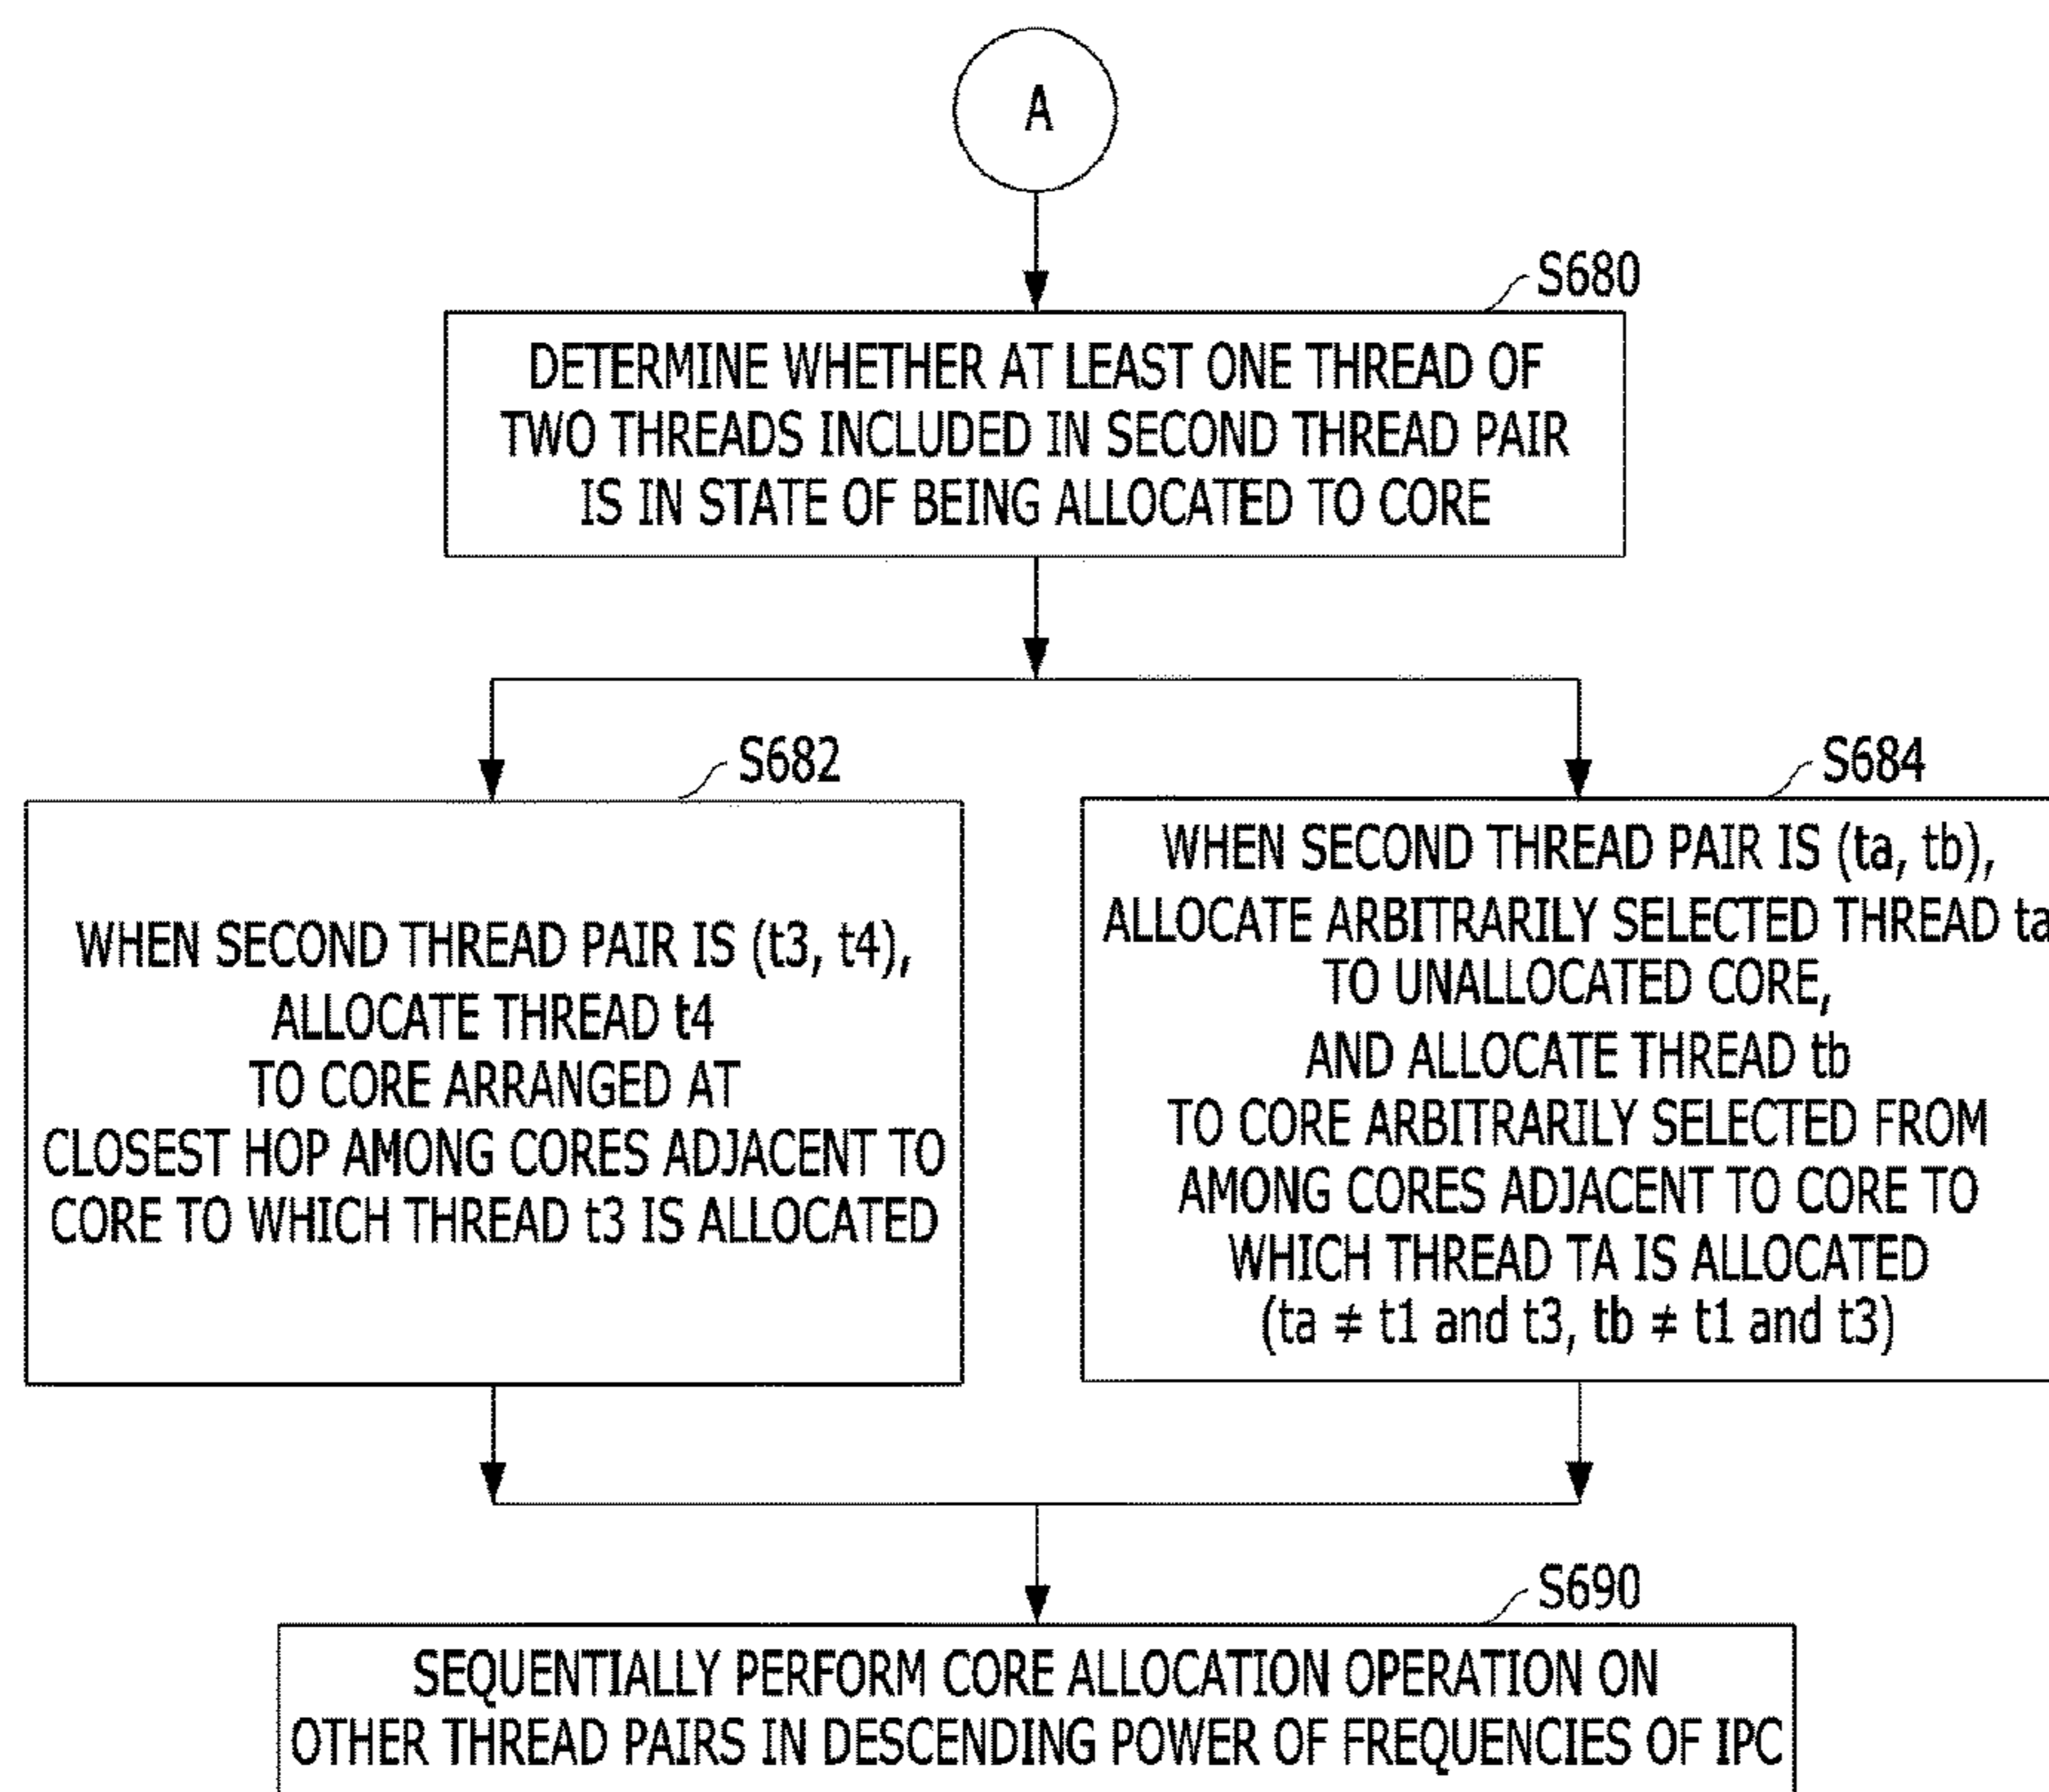 A
S680
DETERMINE WHETHER AT LEAST ONE THREAD OF
TWO THREADS INCLUDED IN SECOND THREAD PAIR
IS IN STATE OF BEING ALLOCATED TO CORE
S682
WHEN SECOND THREAD PAIR IS (t3, t4),
ALLOCATE THREAD t4
TO CORE ARRANGED AT
CLOSEST HOP AMONG CORES ADJACENT TO
CORE TO WHICH THREAD t3 IS ALLOCATED
S684
WHEN SECOND THREAD PAIR IS (ta, tb),
ALLOCATE ARBITRARILY SELECTED THREAD ta
TO UNALLOCATED CORE,
AND ALLOCATE THREAD tb
TO CORE ARBITRARILY SELECTED FROM
AMONG CORES ADJACENT TO CORE TO
WHICH THREAD TA IS ALLOCATED
(ta ≠ t1 and t3, tb ≠ t1 and t3)
S690
SEQUENTIALLY PERFORM CORE ALLOCATION OPERATION ON
OTHER THREAD PAIRS IN DESCENDING POWER OF FREQUENCIES OF IPC